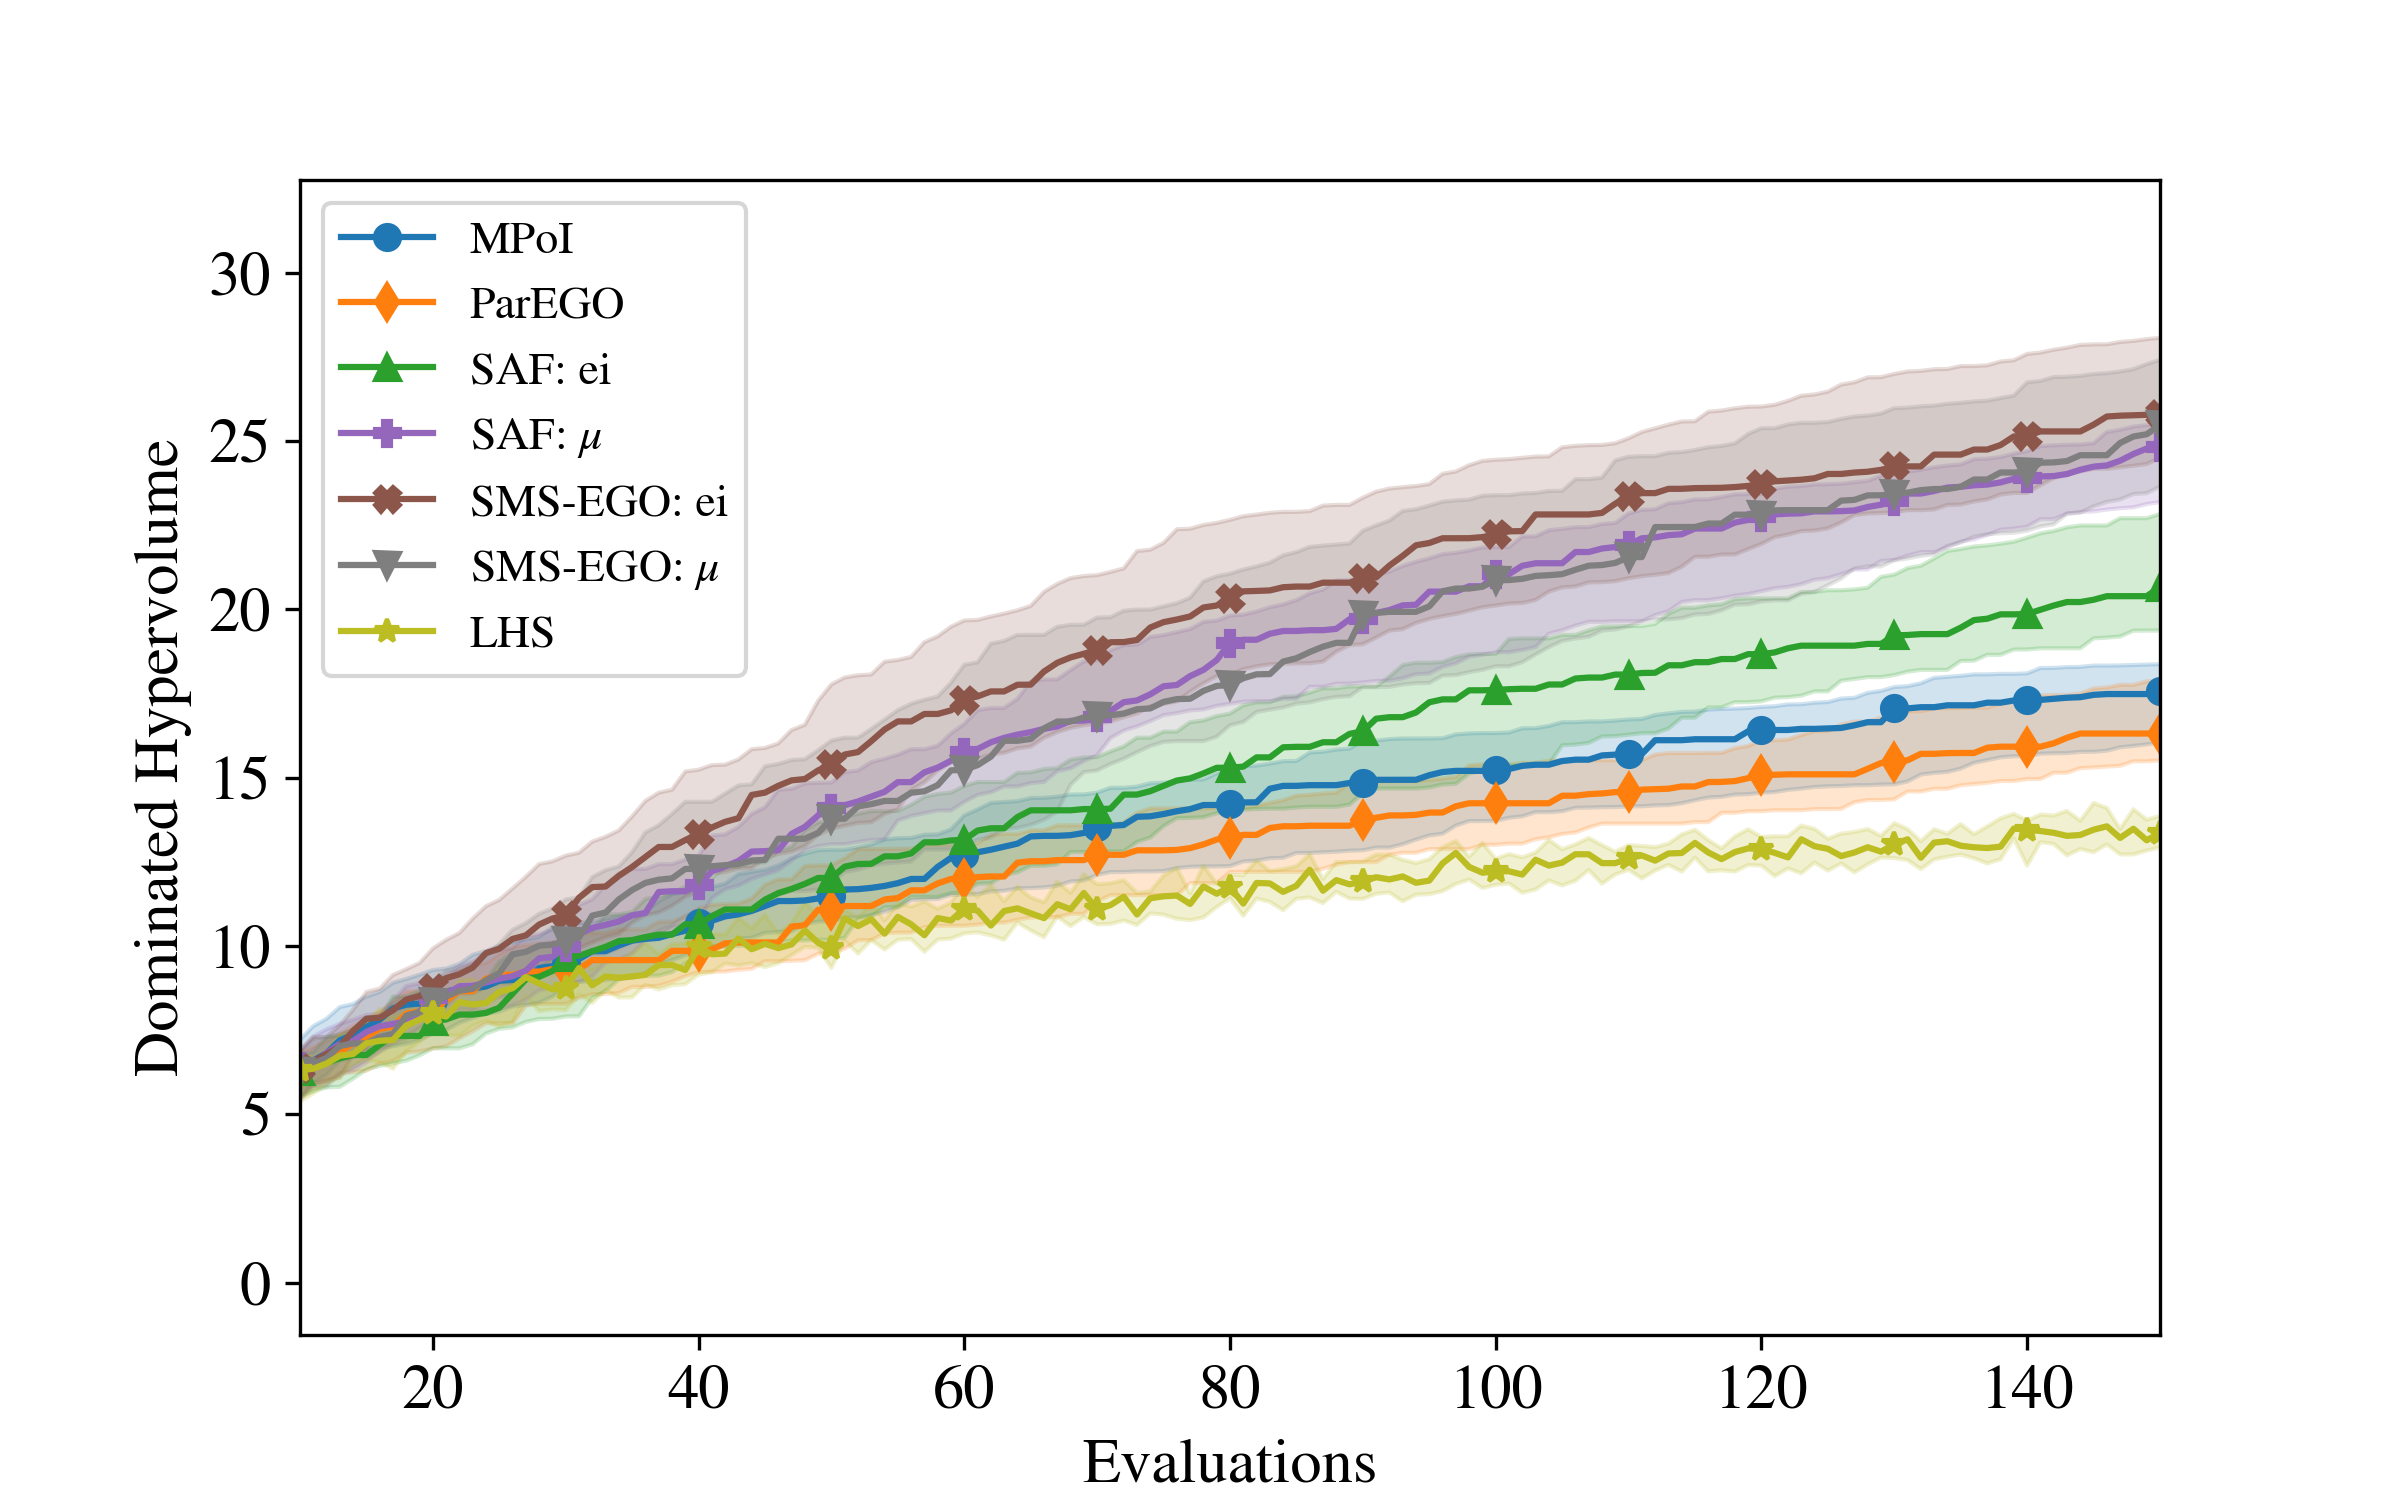 MPoI
ParEGO
SAF: ei
SAF: μ
SMS-EGO: ei
SMS-EGO: μ
LHS
Dominated Hypervolume
30
25
20
15
10
5
0
20 40 60 80 100 120 140
Evaluations